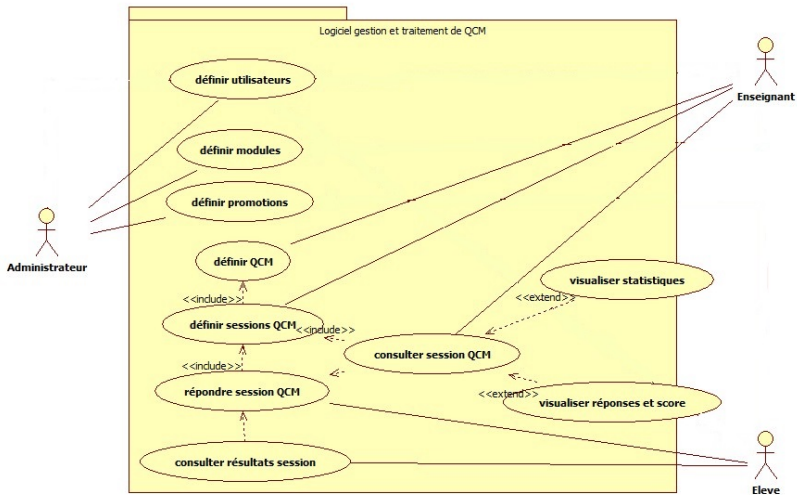 Logiciel gestion et traitement de QCM
définir utilisateurs
Enseignant
définir modules
définir promotions
Administrateur
définir QCM
visualiser statistiques
<<include>>
<<extend>>
définir sessions QCM
<<include>>
consulter session QCM
<<include>>
répondre session QCM
<<extend>>
visualiser réponses et score
consulter résultats session
Eleve